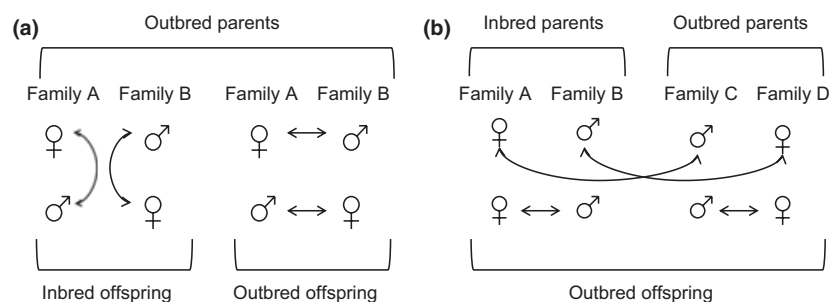 (a)
Outbred parents
Family A Family B Family A Family B
Inbred offspring Outbred offspring
(b)
Inbred parents Outbred parents
Family A Family B Family C Family D
Outbred offspring